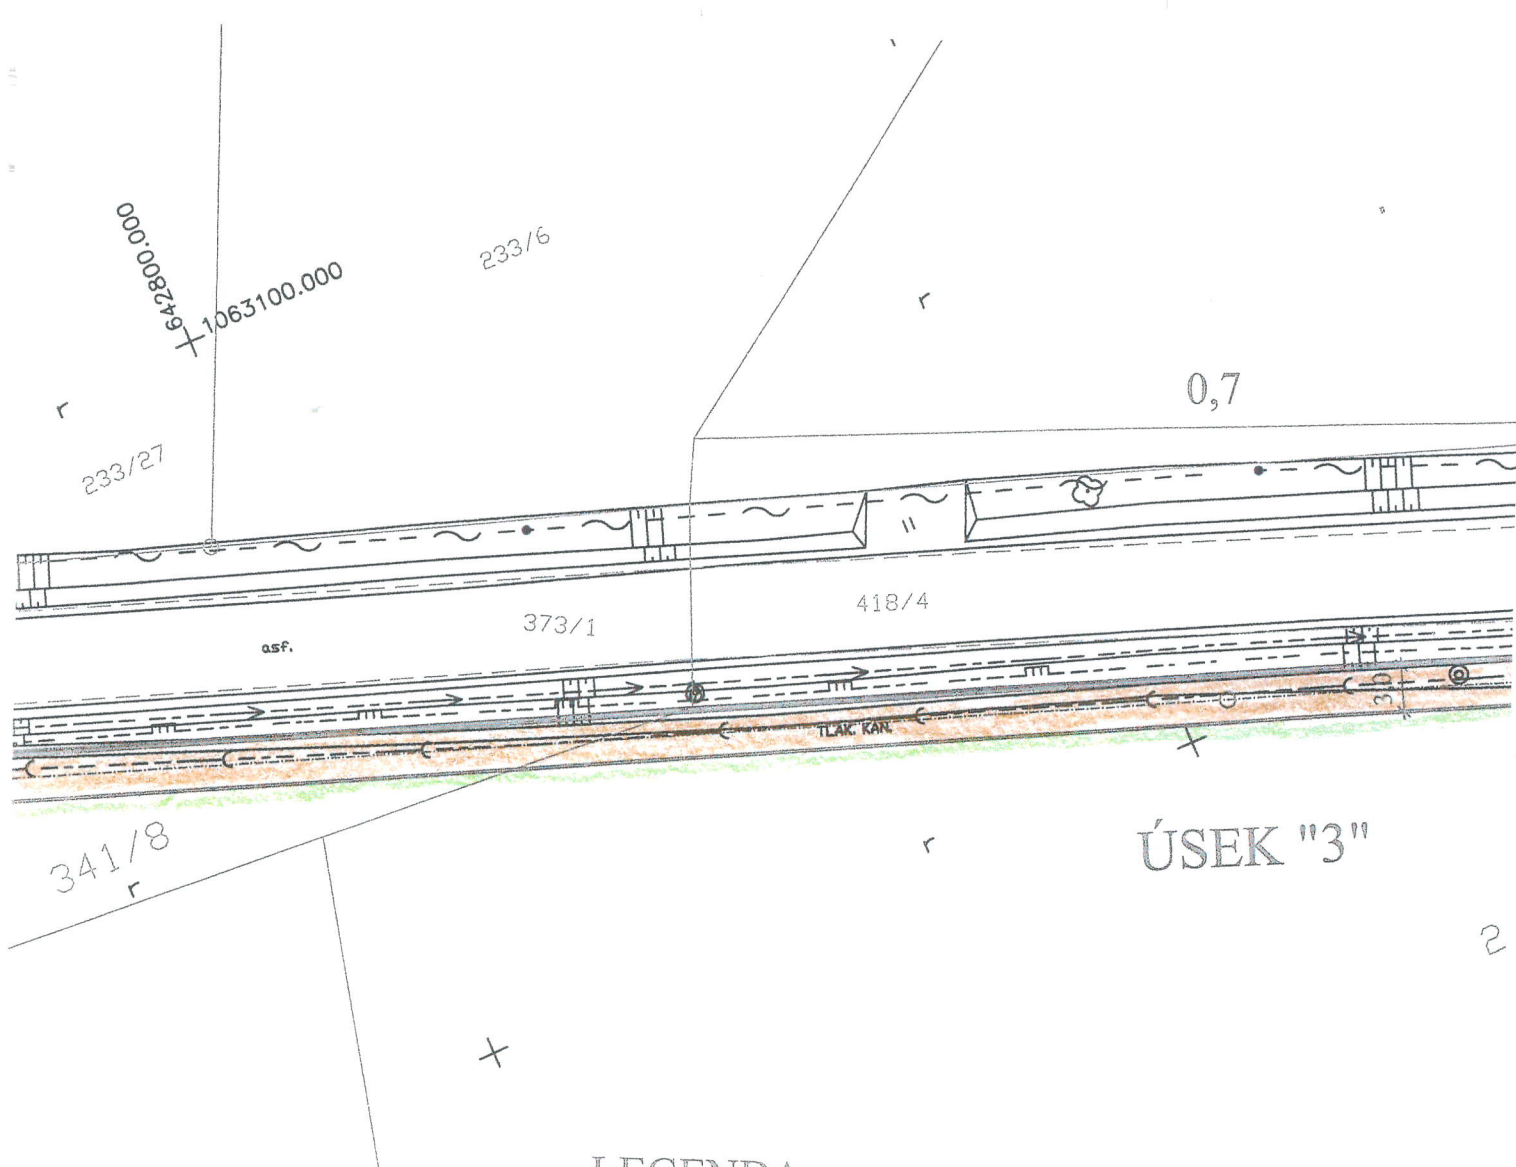 642800.000
1063100.000
233/6
r
r
0,7
233/27
373/1
418/4
asf.
3.0
TLAK. KAN.
341/8
r
r
ÚSEK "3"
2
LEGENDA